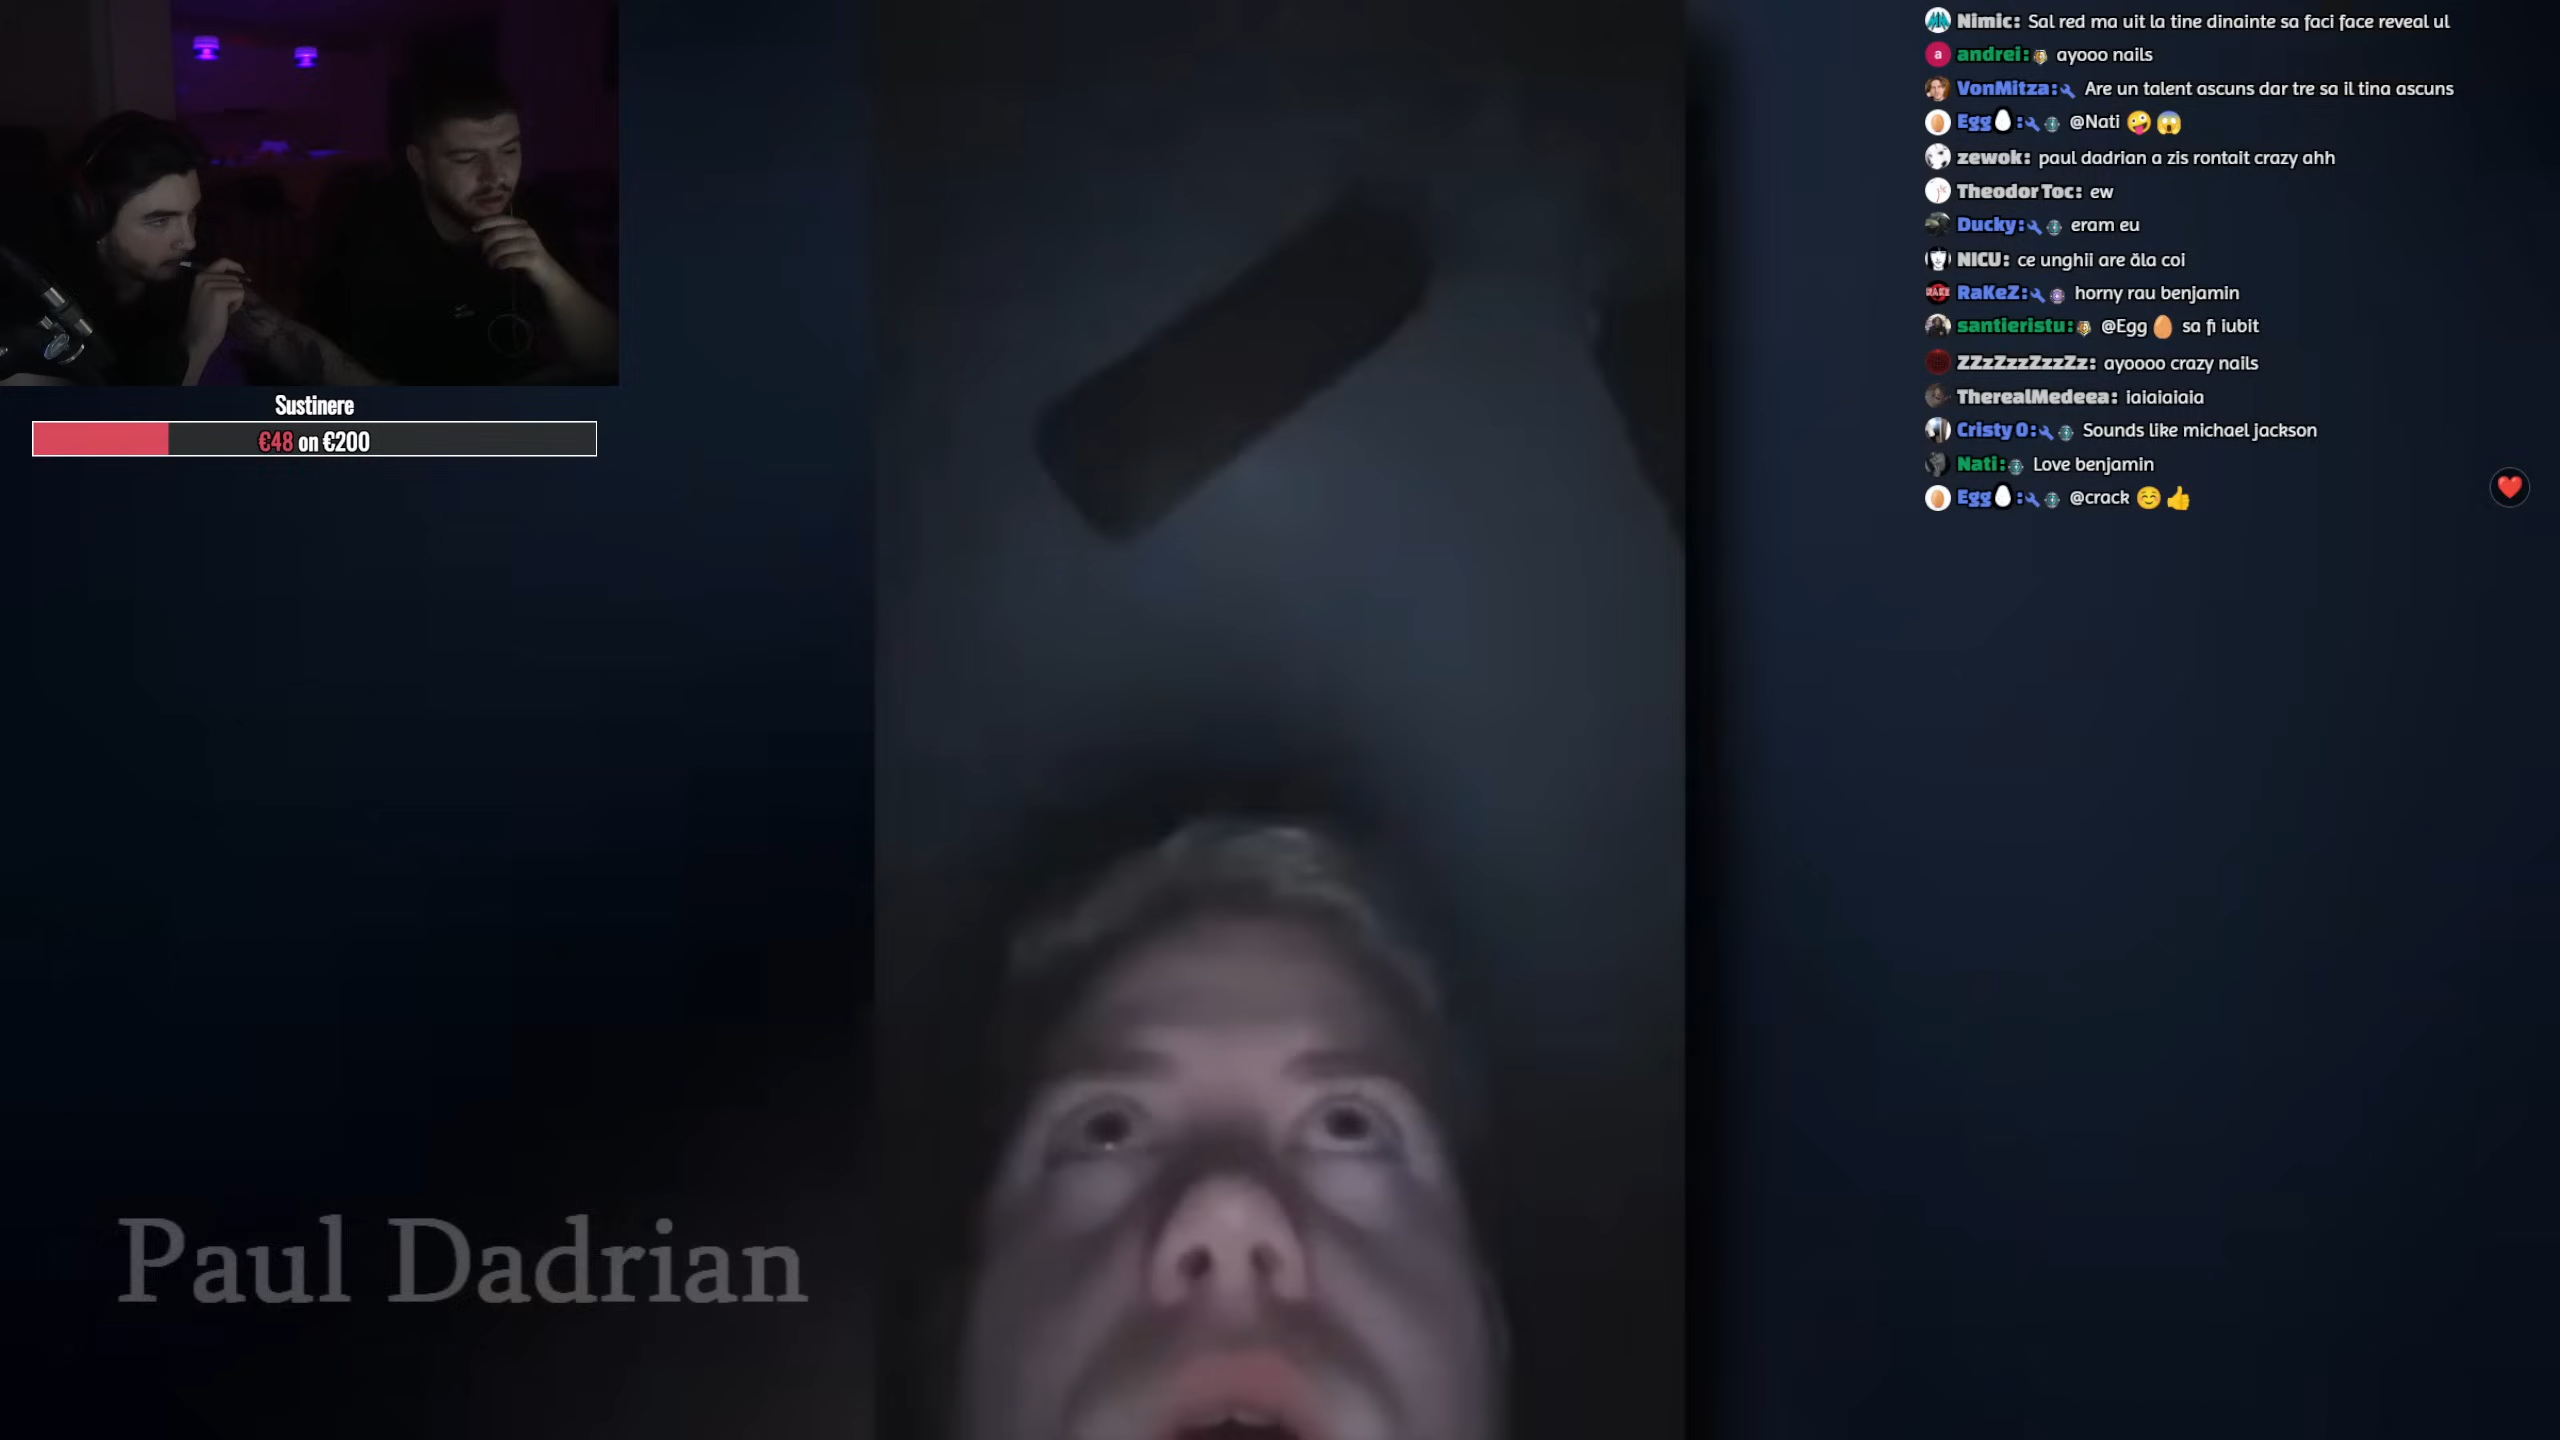 Nimic: Sal red ma uit la tine dinainte sa faci face reveal ul
a andrei: ayooo nails
VonMitza: Are un talent ascuns dar tre sa il tina ascuns
Egg🥚: @Nati 🤪 😱
zewok: paul dadrian a zis rontait crazy ahh
Theodor Toc: ew
Ducky: eram eu
NICU: ce unghii are ăla coi
RaKeZ: horny rau benjamin
santieristu: @Egg 🥚 sa fi iubit
ZZzZzzZzzZz: ayoooo crazy nails
TherealMedeea: iaiaiaiaia
Cristy O: Sounds like michael jackson
Nati: Love benjamin
Egg🥚: @crack ☺️ 👍
Sustinere
€48 on €200
Paul Dadrian